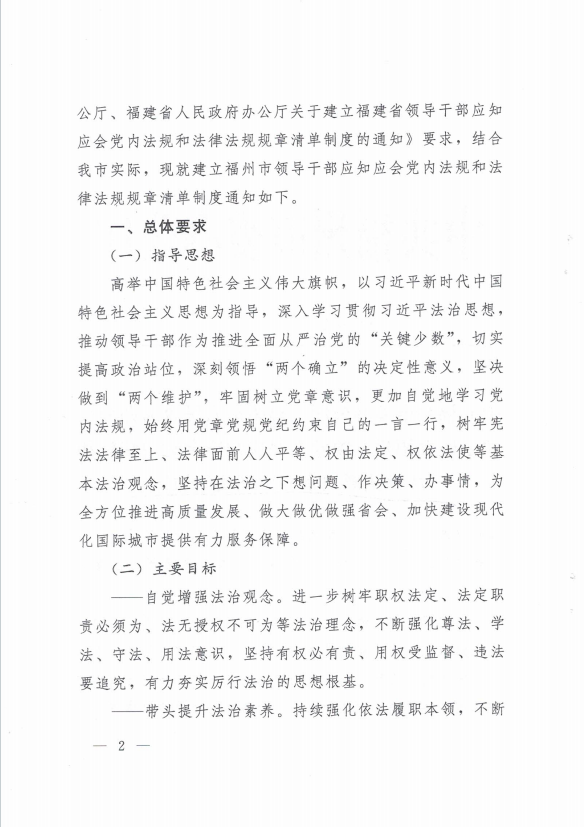 公厅、福建省人民政府办公厅关于建立福建省领导干部应知
应会党内法规和法律法规规章清单制度的通知》要求，结合
我市实际，现就建立福州市领导干部应知应会党内法规和法
律法规规章清单制度通知如下。
一、总体要求
（一）指导思想
高举中国特色社会主义伟大旗帜，以习近平新时代中国
特色社会主义思想为指导，深入学习贯彻习近平法治思想，
推动领导干部作为推进全面从严治党的“关键少数”，切实
提高政治站位，深刻领悟“两个确立”的决定性意义，坚决
做到“两个维护”，牢固树立党章意识，更加自觉地学习党
内法规，始终用党章党规党纪约束自己的一言一行，树牢宪
法法律至上、法律面前人人平等、权由法定、权依法使等基
本法治观念，坚持在法治之下想问题、作决策、办事情，为
全方位推进高质量发展、做大做优做强省会、加快建设现代
化国际城市提供有力服务保障。
（二）主要目标
——自觉增强法治观念。进一步树牢职权法定、法定职
责必须为、法无授权不可为等法治理念，不断强化尊法、学
法、守法、用法意识，坚持有权必有责、用权受监督、违法
要追究，有力夯实厉行法治的思想根基。
——带头提升法治素养。持续强化依法履职本领，不断
— 2 —